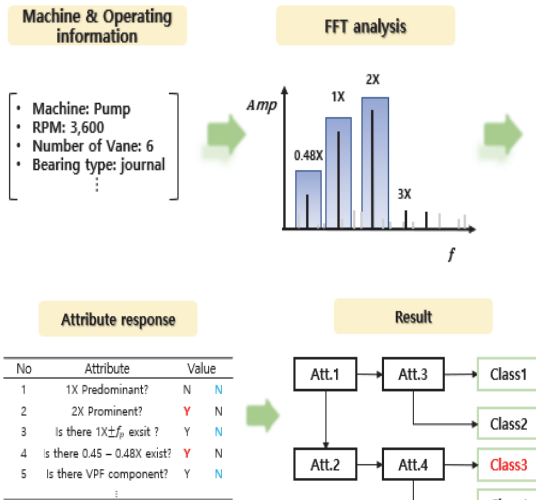 Machine & Operating
information
FFT analysis
• Machine: Pump
• RPM: 3,600
• Number of Vane: 6
• Bearing type: journal
⋮
Amp
0.48X
1X
2X
3X
f
Attribute response
Result
No Attribute Value
1 1X Predominant? N N
2 2X Prominent? Y N
3 Is there 1X±fp exsit ? Y N
4 Is there 0.45 – 0.48X exist? Y N
5 Is there VPF component? Y N
⋮
Att.1 Att.3 Class1
Class2
Att.2 Att.4 Class3